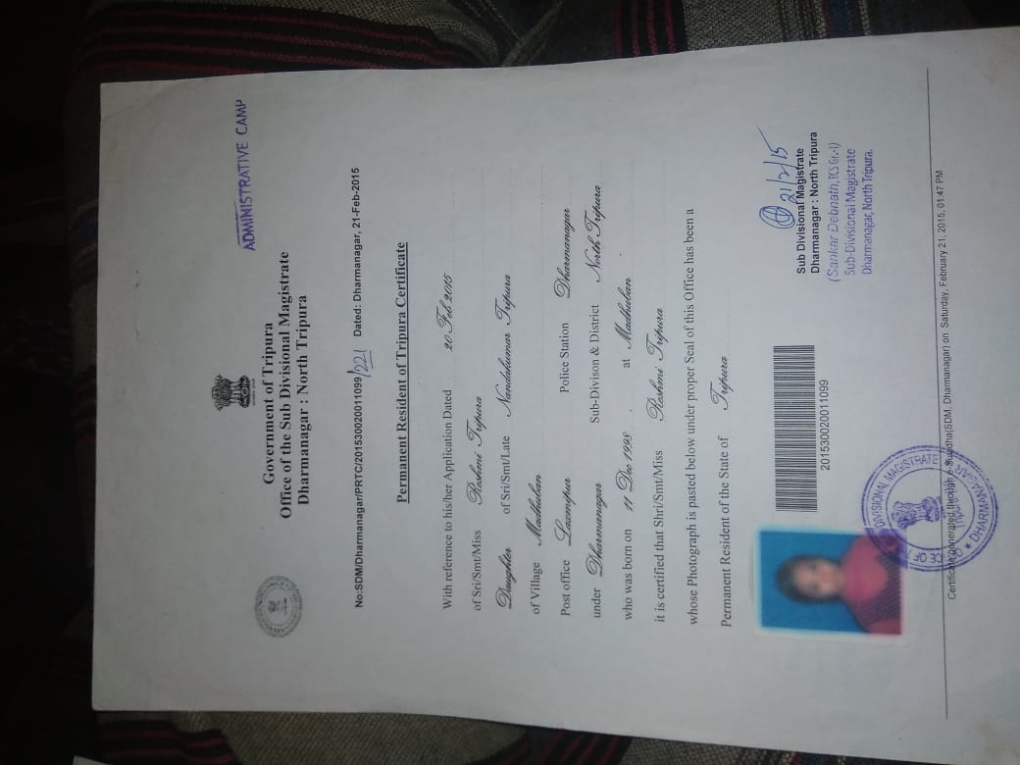 ADMINISTRATIVE CAMP
Government of Tripura
Office of the Sub Divisional Magistrate
Dharmanagar : North Tripura
No:SDM/Dharmanagar/PRTC/201530020011099/221 Dated: Dharmanagar, 21-Feb-2015
Permanent Resident of Tripura Certificate
With reference to his/her Application Dated 20 Feb 2015
of Sri/Smt/Miss Reshmi Tripura
Daughter of Sri/Smt/Late Nandakumar Tripura
of Village Madhuban
Post office Laxmipur Police Station Dharmanagar
under Dharmanagar Sub-Divison & District North Tripura
who was born on 11 Dec 1998 . at Madhuban .
it is certified that Shri/Smt/Miss Reshmi Tripura
whose Photograph is pasted below under proper Seal of this Office has been a
Permanent Resident of the State of Tripura
201530020011099
21/2/15
Sub Divisional Magistrate
Dharmanagar : North Tripura
(Sankar Debnath, TCS Gr.-I)
Sub-Divisional Magistrate
Dharmanagar, North Tripura.
DIVISIONAL MAGISTRATE
DHARMANAGAR
Certificate generated through e-Suvidha(SDM, Dharmanagar) on Saturday, February 21, 2015, 01:47 PM